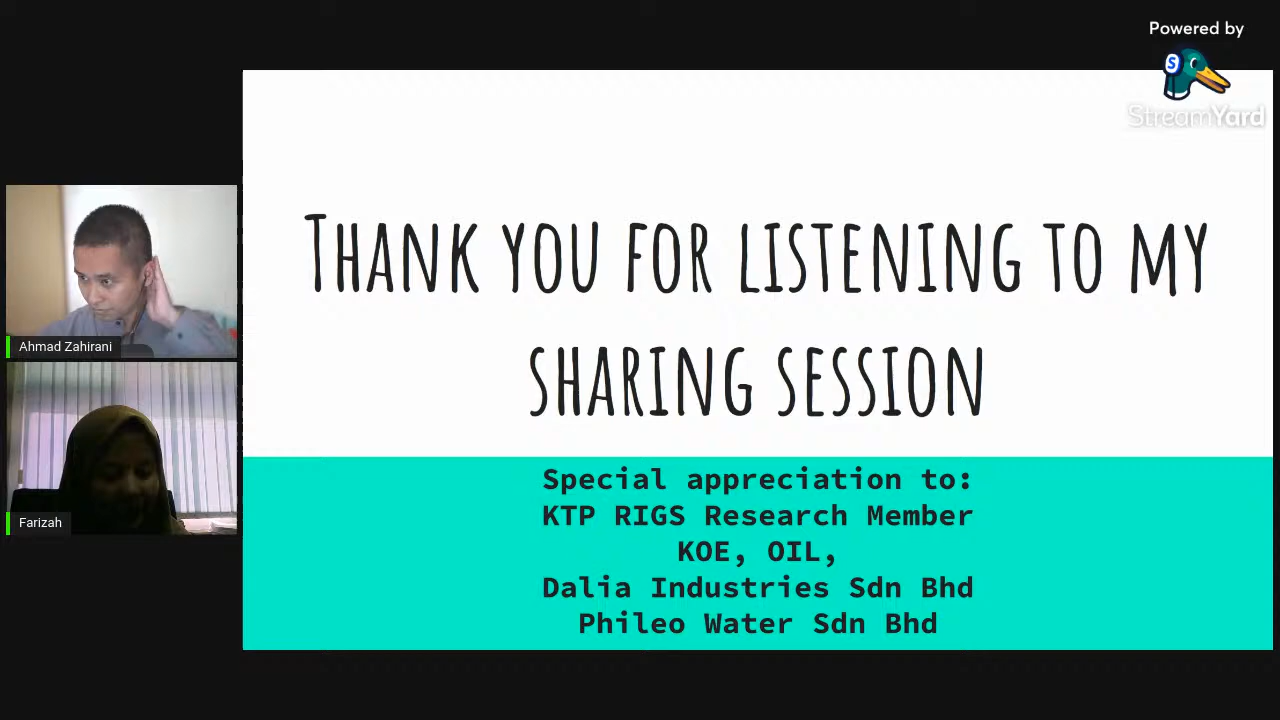 Powered by
StreamYard
THANK YOU FOR LISTENING TO MY
SHARING SESSION
Special appreciation to:
KTP RIGS Research Member
KOE, OIL,
Dalia Industries Sdn Bhd
Phileo Water Sdn Bhd
Ahmad Zahirani
Farizah